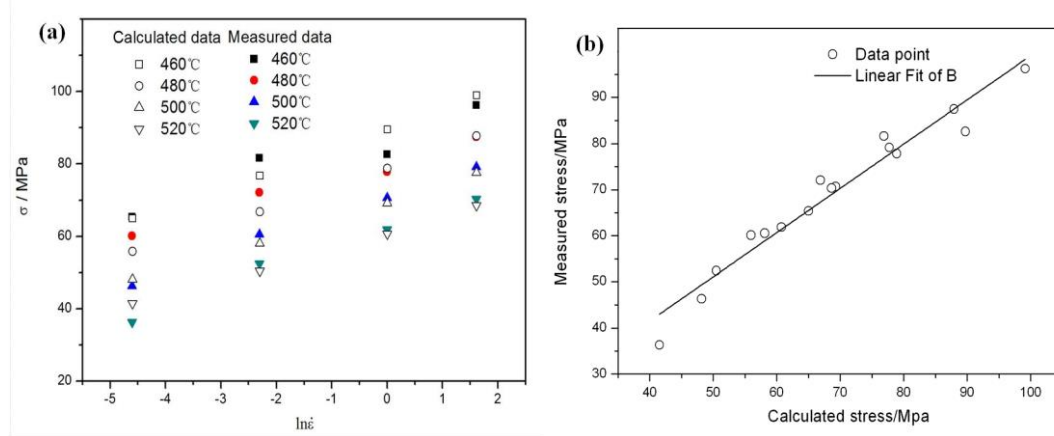 (a)
Calculated data Measured data
460℃ 460℃
480℃ 480℃
500℃ 500℃
520℃ 520℃
σ / MPa
100
80
60
40
20
-5 -4 -3 -2 -1 0 1 2
lnε̇
(b)
Data point
Linear Fit of B
Measured stress/MPa
90
80
70
60
50
40
30
40 50 60 70 80 90 100
Calculated stress/Mpa